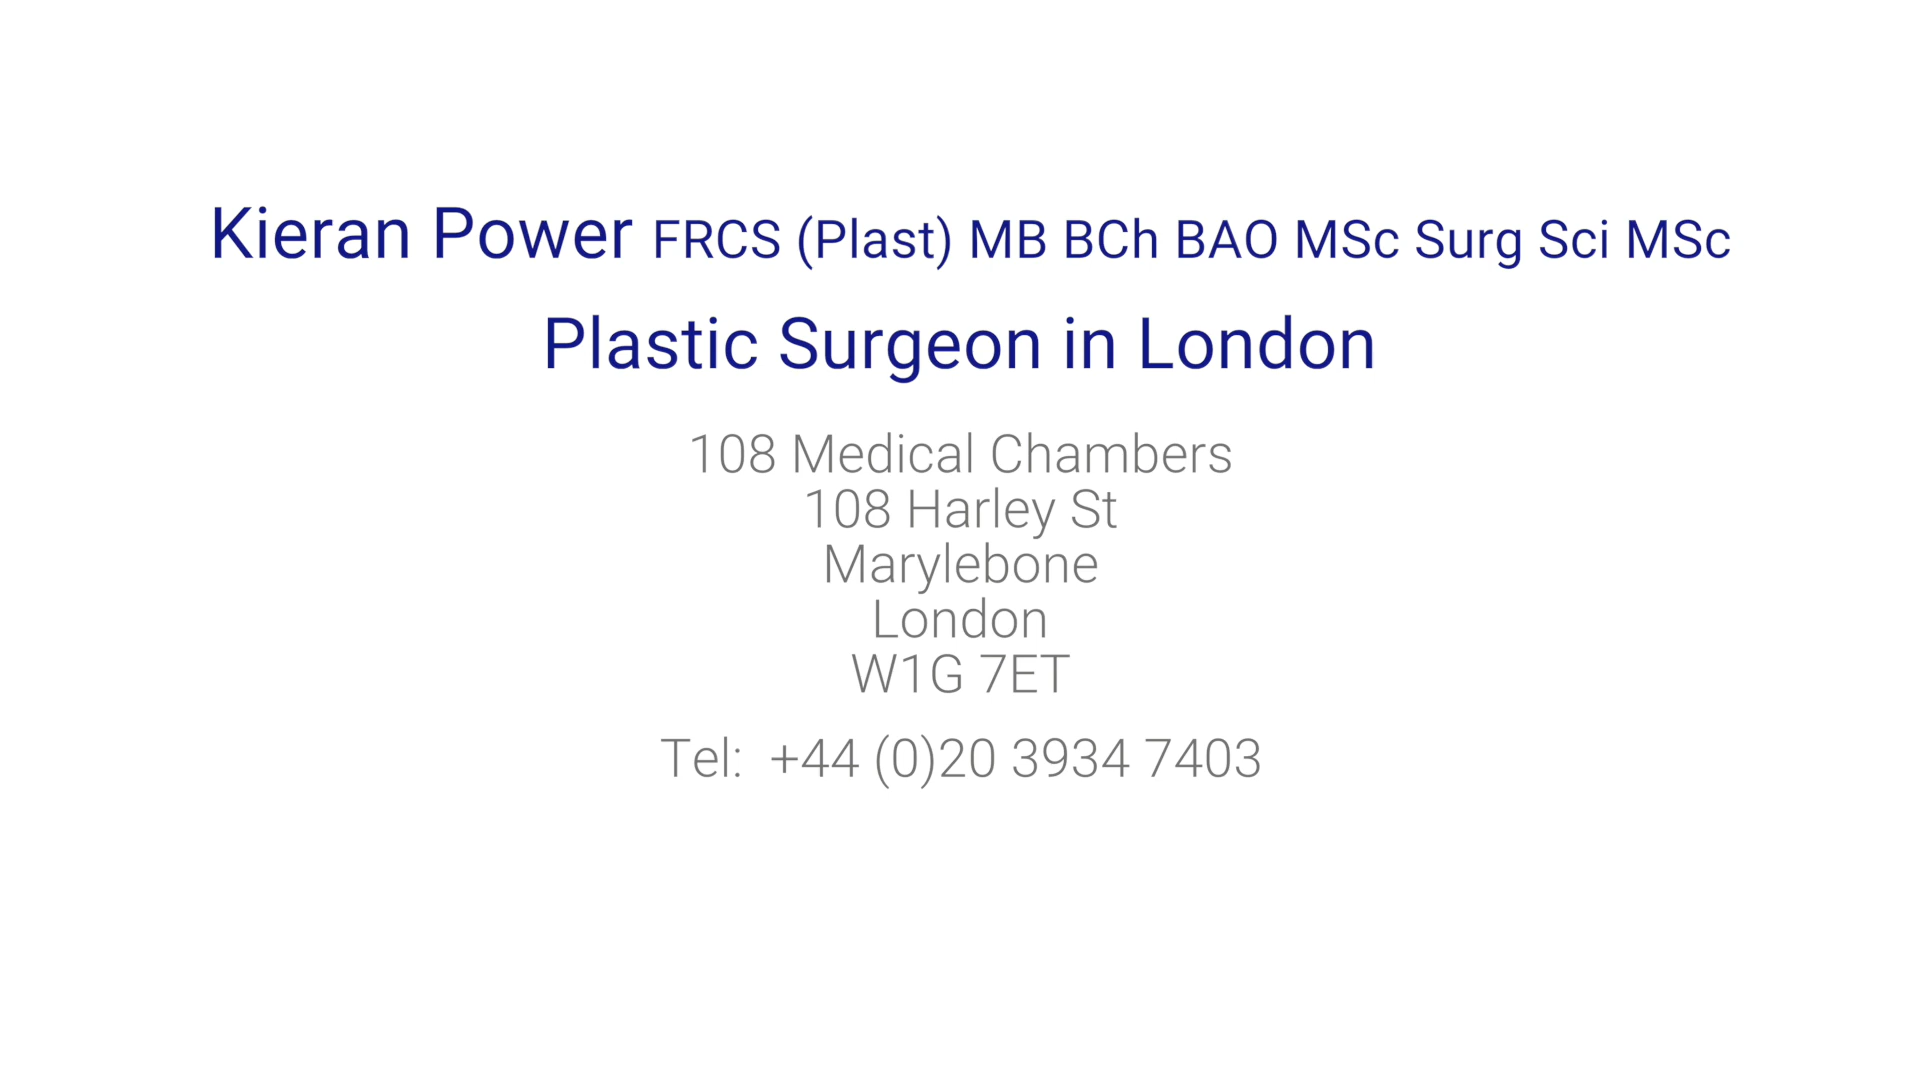 Kieran Power FRCS (Plast) MB BCh BAO MSc Surg Sci MSc
Plastic Surgeon in London
108 Medical Chambers
108 Harley St
Marylebone
London
W1G 7ET
Tel:  +44 (0)20 3934 7403